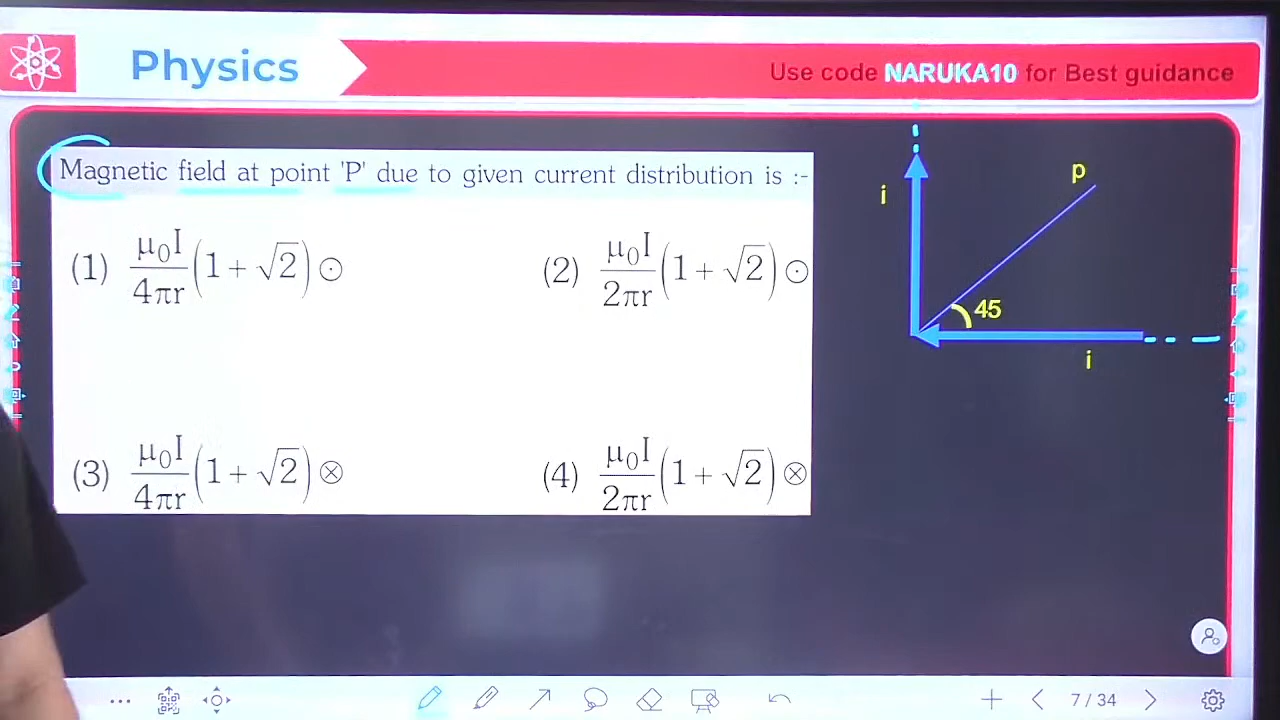 Physics
Use code NARUKA10 for Best guidance
Magnetic field at point 'P' due to given current distribution is :-
(1) μ₀I/4πr (1 + √2) ⊙
(2) μ₀I/2πr (1 + √2) ⊙
(3) μ₀I/4πr (1 + √2) ⊗
(4) μ₀I/2πr (1 + √2) ⊗
p
i
45
i
7 / 34